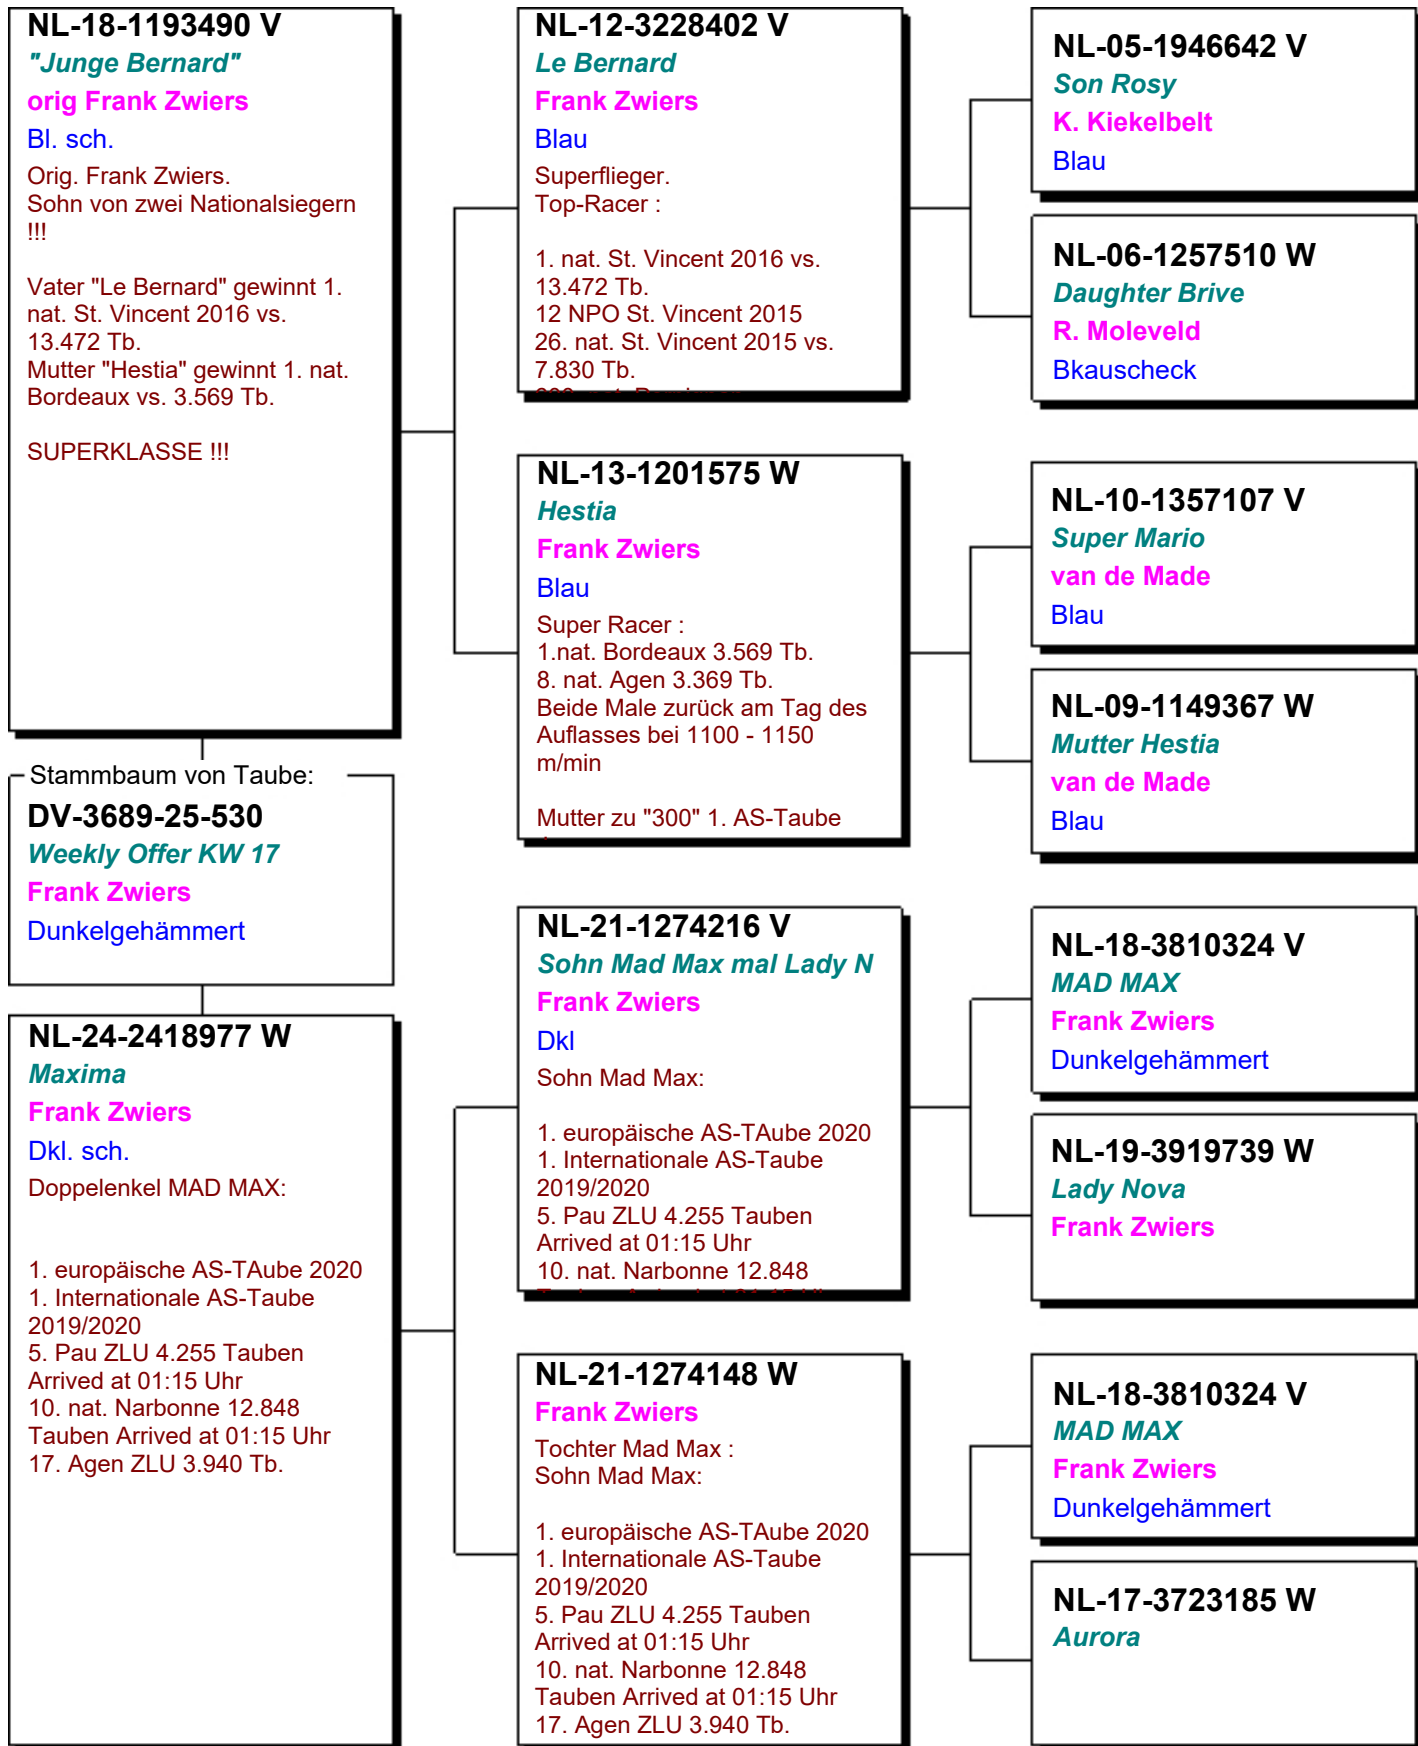 NL-18-1193490 V
"Junge Bernard"
orig Frank Zwiers
Bl. sch.
Orig. Frank Zwiers.
Sohn von zwei Nationalsiegern
!!!
Vater "Le Bernard" gewinnt 1.
nat. St. Vincent 2016 vs.
13.472 Tb.
Mutter "Hestia" gewinnt 1. nat.
Bordeaux vs. 3.569 Tb.
SUPERKLASSE !!!
Stammbaum von Taube:
DV-3689-25-530
Weekly Offer KW 17
Frank Zwiers
Dunkelgehämmert
NL-24-2418977 W
Maxima
Frank Zwiers
Dkl. sch.
Doppelenkel MAD MAX:
1. europäische AS-TAube 2020
1. Internationale AS-Taube
2019/2020
5. Pau ZLU 4.255 Tauben
Arrived at 01:15 Uhr
10. nat. Narbonne 12.848
Tauben Arrived at 01:15 Uhr
17. Agen ZLU 3.940 Tb.
NL-12-3228402 V
Le Bernard
Frank Zwiers
Blau
Superflieger.
Top-Racer :
1. nat. St. Vincent 2016 vs.
13.472 Tb.
12 NPO St. Vincent 2015
26. nat. St. Vincent 2015 vs.
7.830 Tb.
NL-13-1201575 W
Hestia
Frank Zwiers
Blau
Super Racer :
1.nat. Bordeaux 3.569 Tb.
8. nat. Agen 3.369 Tb.
Beide Male zurück am Tag des
Auflasses bei 1100 - 1150
m/min
Mutter zu "300" 1. AS-Taube
NL-21-1274216 V
Sohn Mad Max mal Lady N
Frank Zwiers
Dkl
Sohn Mad Max:
1. europäische AS-TAube 2020
1. Internationale AS-Taube
2019/2020
5. Pau ZLU 4.255 Tauben
Arrived at 01:15 Uhr
10. nat. Narbonne 12.848
NL-21-1274148 W
Frank Zwiers
Tochter Mad Max :
Sohn Mad Max:
1. europäische AS-TAube 2020
1. Internationale AS-Taube
2019/2020
5. Pau ZLU 4.255 Tauben
Arrived at 01:15 Uhr
10. nat. Narbonne 12.848
Tauben Arrived at 01:15 Uhr
17. Agen ZLU 3.940 Tb.
NL-05-1946642 V
Son Rosy
K. Kiekelbelt
Blau
NL-06-1257510 W
Daughter Brive
R. Moleveld
Bkauscheck
NL-10-1357107 V
Super Mario
van de Made
Blau
NL-09-1149367 W
Mutter Hestia
van de Made
Blau
NL-18-3810324 V
MAD MAX
Frank Zwiers
Dunkelgehämmert
NL-19-3919739 W
Lady Nova
Frank Zwiers
NL-18-3810324 V
MAD MAX
Frank Zwiers
Dunkelgehämmert
NL-17-3723185 W
Aurora